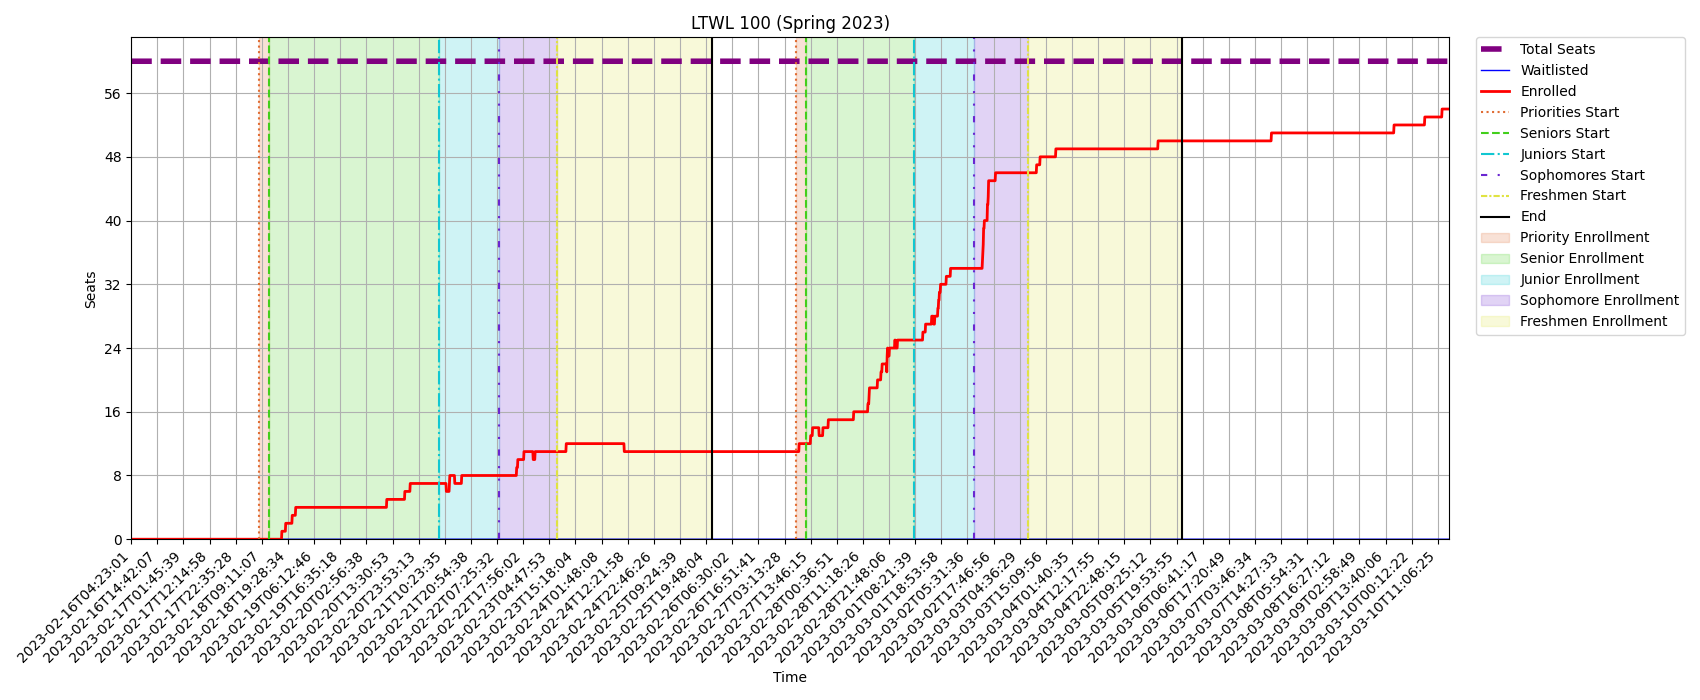 LTWL 100 (Spring 2023)
Seats
56
48
40
32
24
16
8
0
2023-02-16T04:23:01
2023-02-16T14:42:07
2023-02-17T01:45:39
2023-02-17T12:14:58
2023-02-17T22:35:28
2023-02-18T09:11:07
2023-02-18T19:28:34
2023-02-19T06:12:46
2023-02-19T16:35:18
2023-02-20T02:56:38
2023-02-20T13:30:53
2023-02-20T23:53:13
2023-02-21T10:23:35
2023-02-21T20:54:38
2023-02-22T07:25:32
2023-02-22T17:56:02
2023-02-23T04:47:53
2023-02-23T15:18:04
2023-02-24T01:48:08
2023-02-24T12:21:58
2023-02-24T22:46:26
2023-02-25T09:24:39
2023-02-25T19:48:04
2023-02-26T06:30:02
2023-02-26T16:51:41
2023-02-27T03:13:28
2023-02-27T13:46:15
2023-02-28T00:36:51
2023-02-28T11:18:26
2023-02-28T21:48:06
2023-03-01T08:21:39
2023-03-01T18:53:58
2023-03-02T05:31:36
2023-03-02T17:46:56
2023-03-03T04:36:29
2023-03-03T15:09:56
2023-03-04T01:40:35
2023-03-04T12:17:55
2023-03-04T22:48:15
2023-03-05T09:25:12
2023-03-05T19:53:55
2023-03-06T06:41:17
2023-03-06T17:20:49
2023-03-07T03:46:34
2023-03-07T14:27:33
2023-03-08T05:54:31
2023-03-08T16:27:12
2023-03-09T02:58:49
2023-03-09T13:40:06
2023-03-10T00:12:22
2023-03-10T11:06:25
Time
Total Seats
Waitlisted
Enrolled
Priorities Start
Seniors Start
Juniors Start
Sophomores Start
Freshmen Start
End
Priority Enrollment
Senior Enrollment
Junior Enrollment
Sophomore Enrollment
Freshmen Enrollment